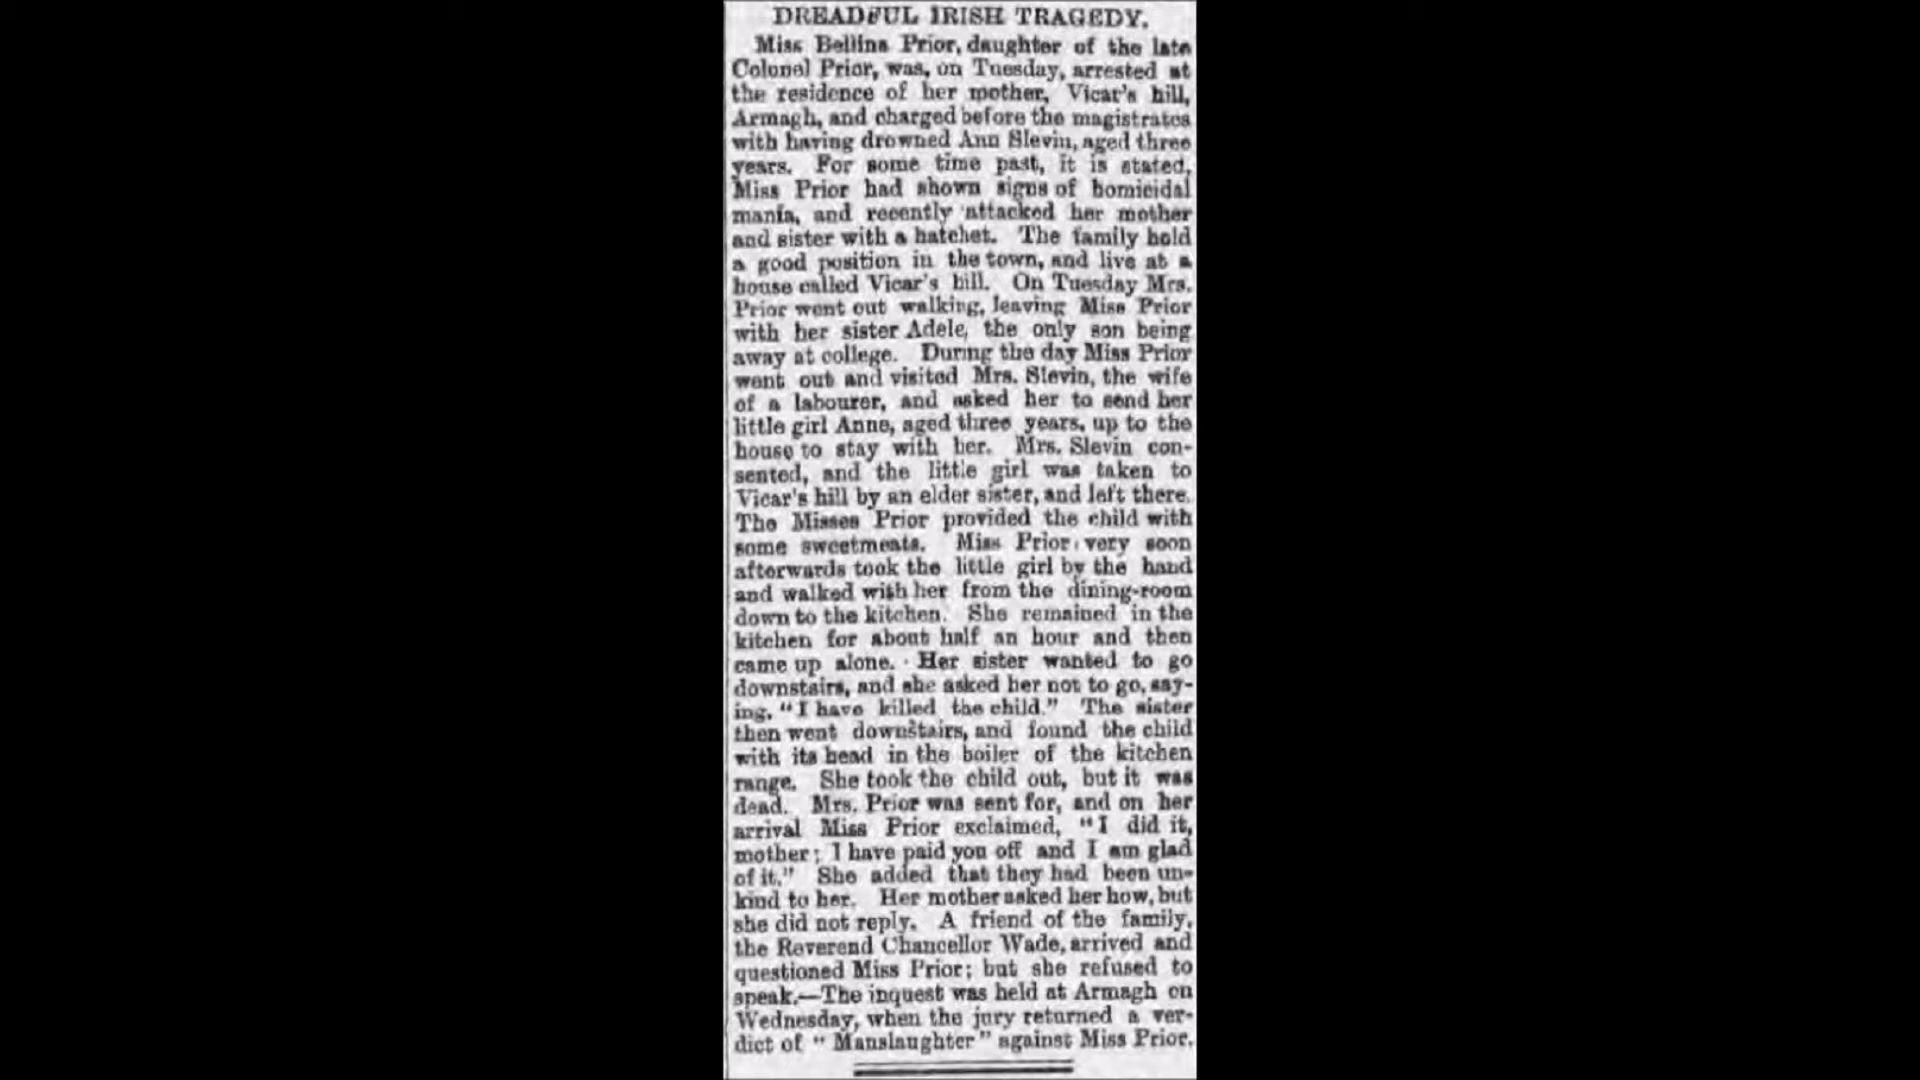 DREADFUL IRISH TRAGEDY.
Miss Bellina Prior, daughter of the late
Colonel Prior, was, on Tuesday, arrested at
the residence of her mother, Vicar's hill,
Armagh, and charged before the magistrates
with having drowned Ann Slevin, aged three
years. For some time past, it is stated,
Miss Prior had shown signs of homicidal
mania, and recently attacked her mother
and sister with a hatchet. The family hold
a good position in the town, and live at a
house called Vicar's hill. On Tuesday Mrs.
Prior went out walking, leaving Miss Prior
with her sister Adele, the only son being
away at college. During the day Miss Prior
went out and visited Mrs. Slevin, the wife
of a labourer, and asked her to send her
little girl Anne, aged three years, up to the
house to stay with her. Mrs. Slevin con-
sented, and the little girl was taken to
Vicar's hill by an elder sister, and left there.
The Misses Prior provided the child with
some sweetmeats. Miss Prior very soon
afterwards took the little girl by the hand
and walked with her from the dining-room
down to the kitchen. She remained in the
kitchen for about half an hour and then
came up alone. Her sister wanted to go
downstairs, and she asked her not to go, say-
ing, "I have killed the child." The sister
then went downstairs, and found the child
with its head in the boiler of the kitchen
range. She took the child out, but it was
dead. Mrs. Prior was sent for, and on her
arrival Miss Prior exclaimed, "I did it,
mother; I have paid you off and I am glad
of it." She added that they had been un-
kind to her. Her mother asked her how, but
she did not reply. A friend of the family,
the Reverend Chancellor Wade, arrived and
questioned Miss Prior; but she refused to
speak.—The inquest was held at Armagh on
Wednesday, when the jury returned a ver-
dict of "Manslaughter" against Miss Prior.